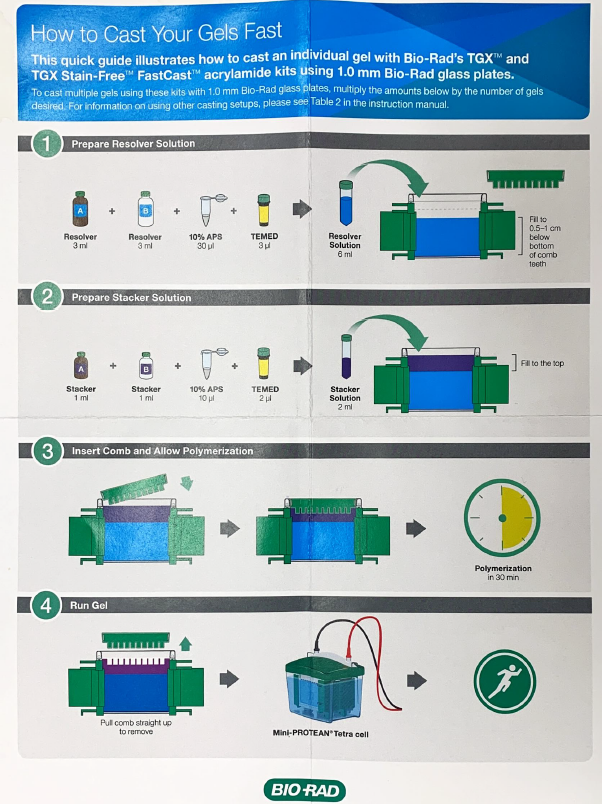 How to Cast Your Gels Fast
This quick guide illustrates how to cast an individual gel with Bio-Rad's TGX™ and
TGX Stain-Free™ FastCast™ acrylamide kits using 1.0 mm Bio-Rad glass plates.
To cast multiple gels using these kits with 1.0 mm Bio-Rad glass plates, multiply the amounts below by the number of gels
desired. For information on using other casting setups, please see Table 2 in the instruction manual.
1 Prepare Resolver Solution
A + B + + 
Resolver
3 ml
Resolver
3 ml
10% APS
30 µl
TEMED
3 µl
Resolver
Solution
6 ml
Fill to
0.5–1 cm
below
bottom
of comb
teeth
2 Prepare Stacker Solution
A + B + +
Stacker
1 ml
Stacker
1 ml
10% APS
10 µl
TEMED
2 µl
Stacker
Solution
2 ml
Fill to the top
3 Insert Comb and Allow Polymerization
Polymerization
in 30 min
4 Run Gel
Pull comb straight up
to remove
Mini-PROTEAN® Tetra cell
BIO-RAD